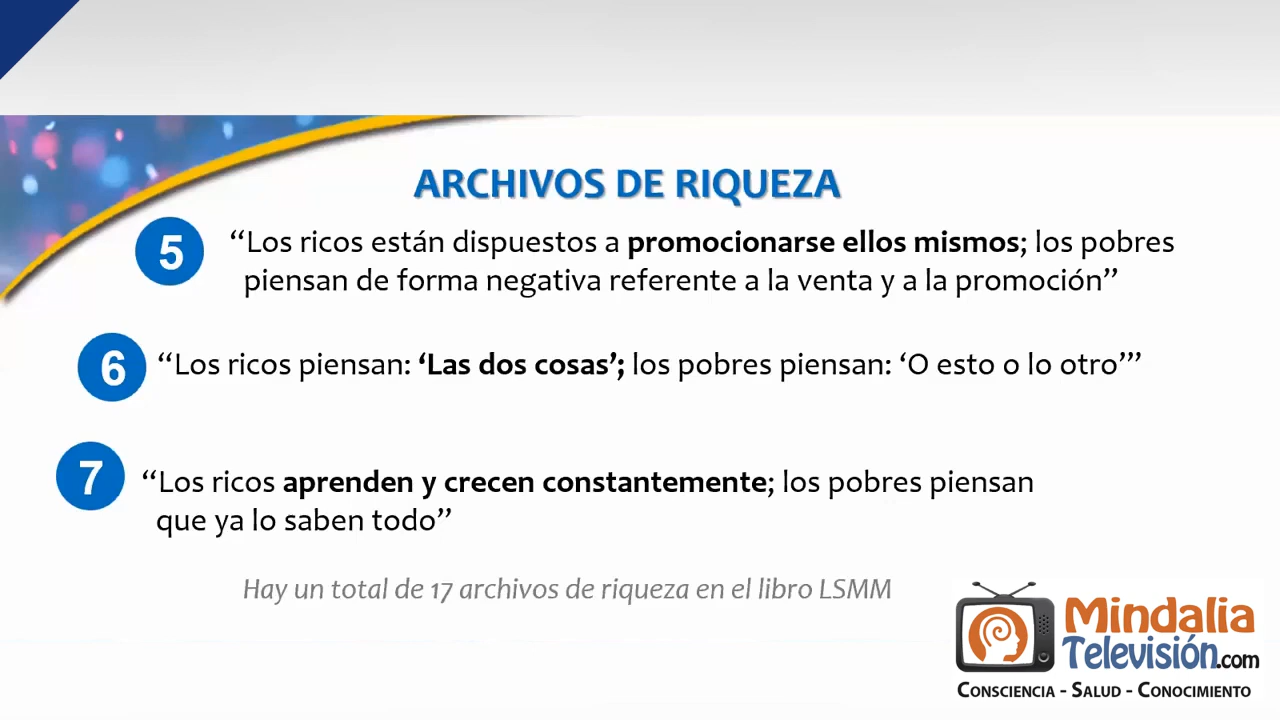 ARCHIVOS DE RIQUEZA
5
“Los ricos están dispuestos a promocionarse ellos mismos; los pobres
piensan de forma negativa referente a la venta y a la promoción”
6
“Los ricos piensan: ‘Las dos cosas’; los pobres piensan: ‘O esto o lo otro’”
7
“Los ricos aprenden y crecen constantemente; los pobres piensan
que ya lo saben todo”
Hay un total de 17 archivos de riqueza en el libro LSMM
Mindalia
Televisión.com
Consciencia - Salud - Conocimiento